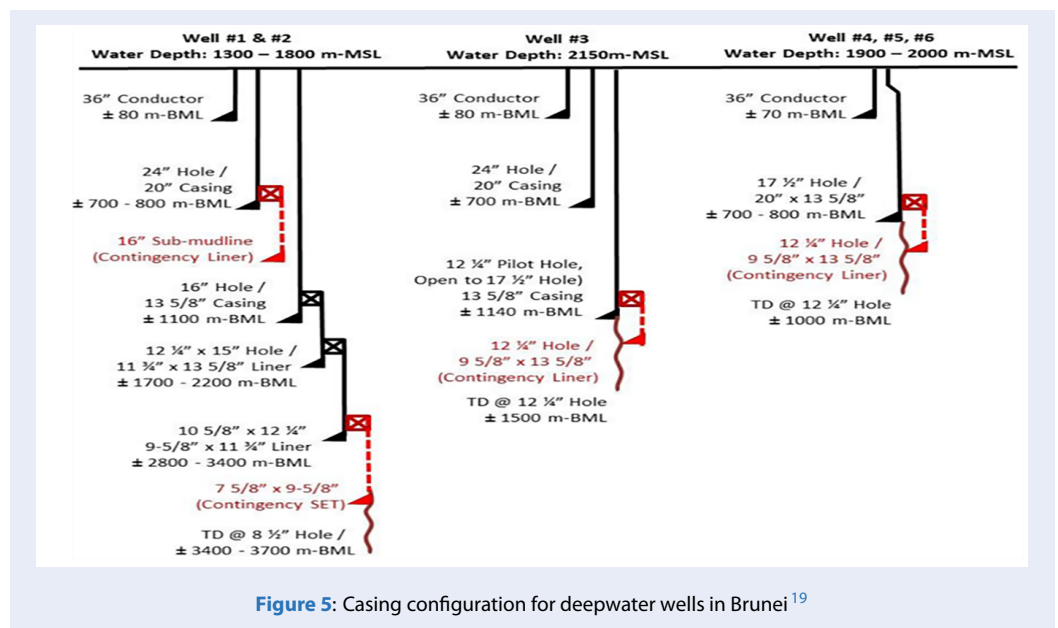 Well #1 & #2
Water Depth: 1300 – 1800 m-MSL
36” Conductor
± 80 m-BML
24” Hole /
20” Casing
± 700 - 800 m-BML
16” Sub-mudline
(Contingency Liner)
16” Hole /
13 5/8” Casing
± 1100 m-BML
12 ¼” x 15” Hole /
11 ¾” x 13 5/8” Liner
± 1700 - 2200 m-BML
10 5/8” x 12 ¼”
9-5/8” x 11 ¾” Liner
± 2800 - 3400 m-BML
7 5/8” x 9-5/8”
(Contingency SET)
TD @ 8 ½” Hole /
± 3400 - 3700 m-BML
Well #3
Water Depth: 2150m-MSL
36” Conductor
± 80 m-BML
24” Hole /
20” Casing
± 700 m-BML
12 ¼” Pilot Hole,
Open to 17 ½” Hole)
13 5/8” Casing
± 1140 m-BML
12 ¼” Hole /
9 5/8” x 13 5/8”
(Contingency Liner)
TD @ 12 ¼” Hole
± 1500 m-BML
Well #4, #5, #6
Water Depth: 1900 – 2000 m-MSL
36” Conductor
± 70 m-BML
17 ½” Hole /
20” x 13 5/8”
± 700 - 800 m-BML
12 ¼” Hole /
9 5/8” x 13 5/8”
(Contingency Liner)
TD @ 12 ¼” Hole
± 1000 m-BML
Figure 5: Casing configuration for deepwater wells in Brunei 19